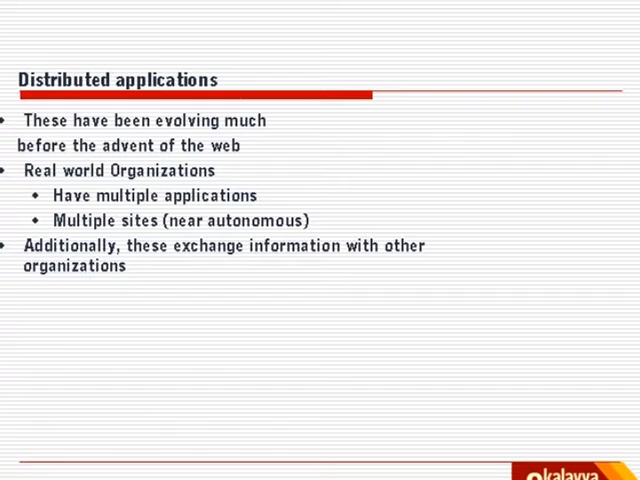 Distributed applications
• These have been evolving much
before the advent of the web
• Real world Organizations
• Have multiple applications
• Multiple sites (near autonomous)
• Additionally, these exchange information with other
organizations